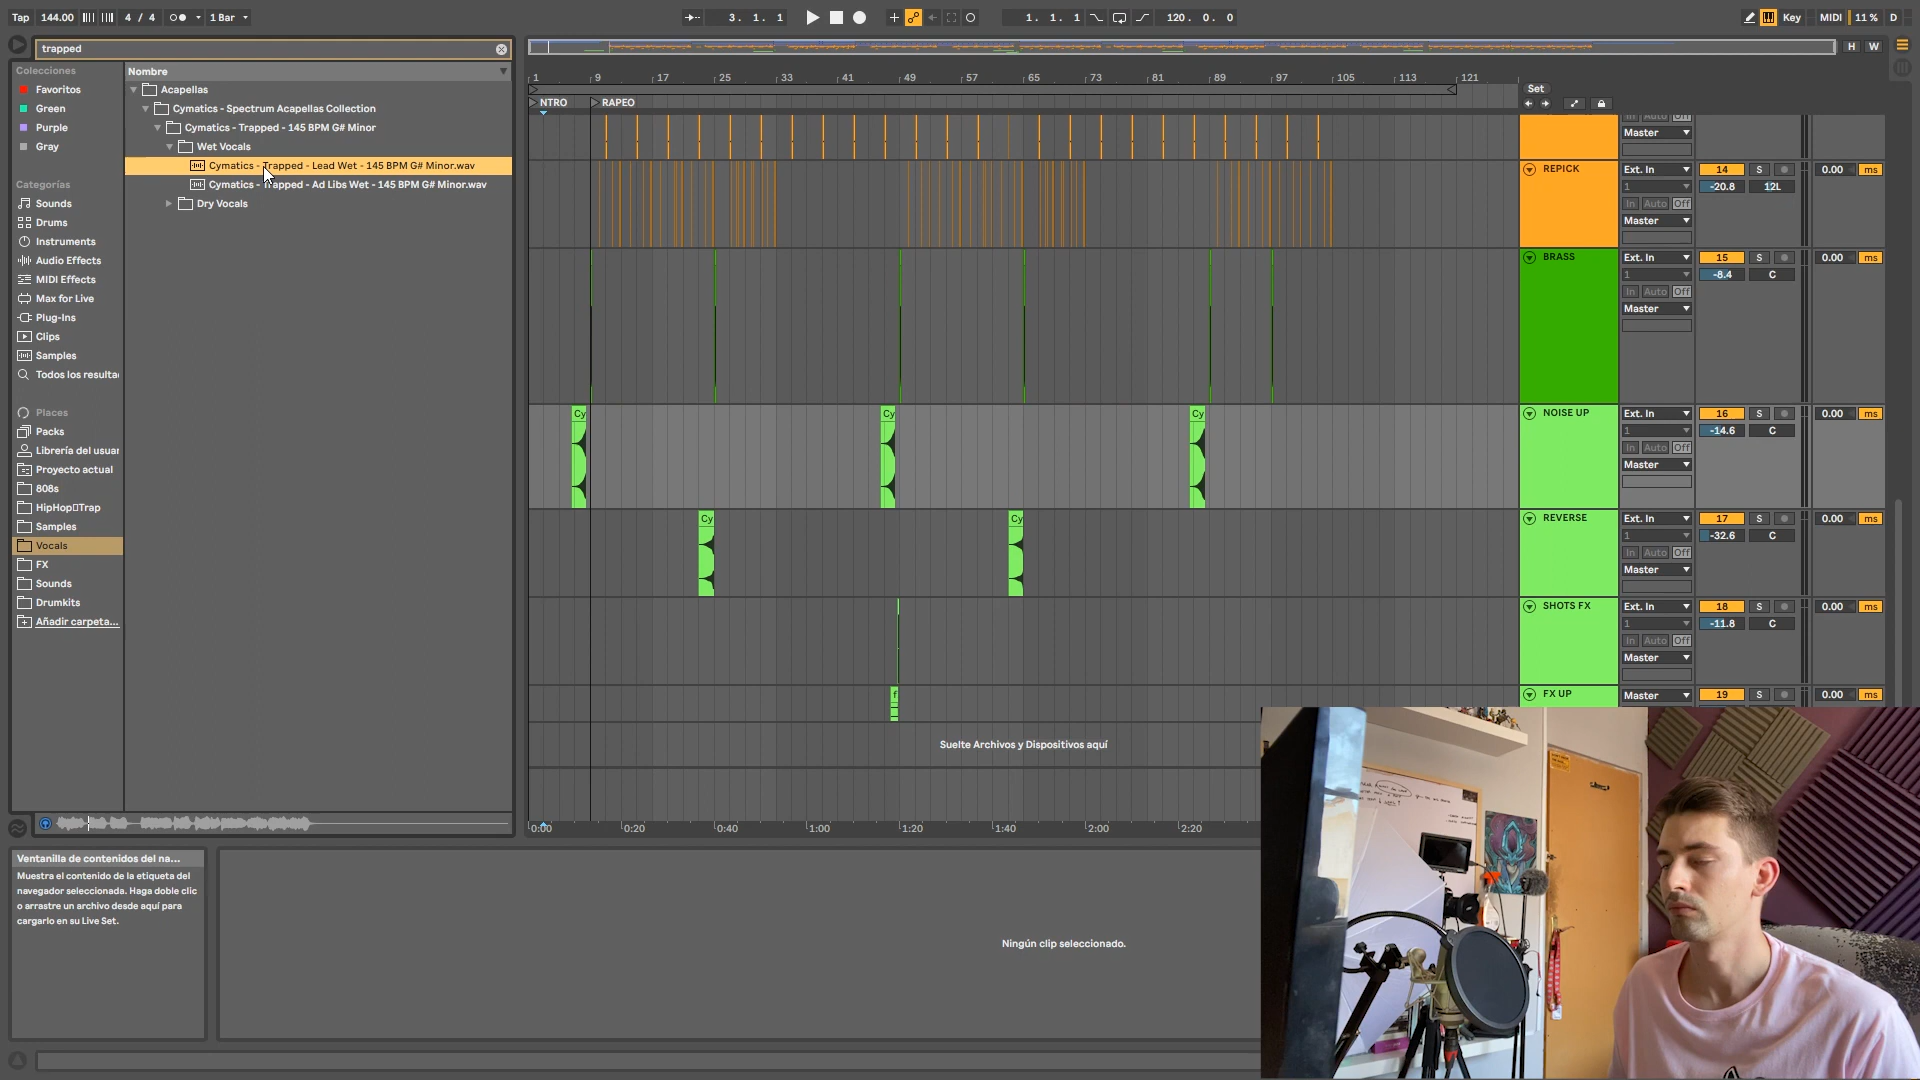 Tap 144.00 4 / 4 1 Bar 3. 1. 1 1. 1. 1 120. 0. 0 Key MIDI 11 % D
trapped
H W
Colecciones
Favoritos
Green
Purple
Gray
Categorías
Sounds
Drums
Instruments
Audio Effects
MIDI Effects
Max for Live
Plug-Ins
Clips
Samples
Todos los resulta
Places
Packs
Librería del usuar
Proyecto actual
808s
HipHop▯Trap
Samples
Vocals
FX
Sounds
Drumkits
Añadir carpeta...
Nombre
Acapellas
Cymatics - Spectrum Acapellas Collection
Cymatics - Trapped - 145 BPM G# Minor
Wet Vocals
Cymatics - Trapped - Lead Wet - 145 BPM G# Minor.wav
Cymatics - Trapped - Ad Libs Wet - 145 BPM G# Minor.wav
Dry Vocals
1 9 17 25 33 41 49 57 65 73 81 89 97 105 113 121
Set
NTRO RAPEO
Master
REPICK Ext. In 14 S 0.00 ms
1 -20.8 12L
In Auto Off
Master
BRASS Ext. In 15 S 0.00 ms
1 -8.4 C
In Auto Off
Master
Cy Cy Cy
NOISE UP Ext. In 16 S 0.00 ms
1 -14.6 C
In Auto Off
Master
Cy Cy
REVERSE Ext. In 17 S 0.00 ms
1 -32.6 C
In Auto Off
Master
SHOTS FX Ext. In 18 S 0.00 ms
1 -11.8 C
In Auto Off
Master
f
FX UP Master 19 S 0.00 ms
Suelte Archivos y Dispositivos aquí
0:00 0:20 0:40 1:00 1:20 1:40 2:00 2:20
Ventanilla de contenidos del na...
Muestra el contenido de la etiqueta del
navegador seleccionada. Haga doble clic
o arrastre un archivo desde aquí para
cargarlo en su Live Set.
Ningún clip seleccionado.